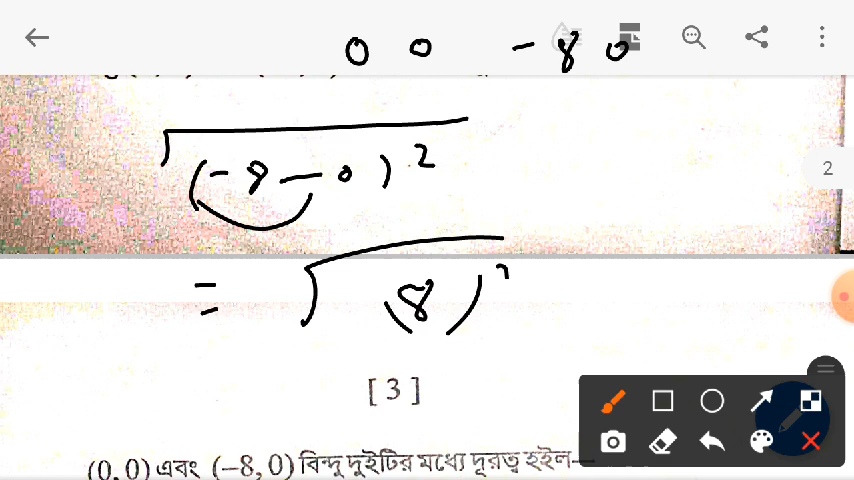 0 0 -8 0
2
√(-8-0)²
= √(8)²
[ 3 ]
(0, 0) এবং (–8, 0) বিন্দু দুইটির মধ্যে দূরত্ব হইল—